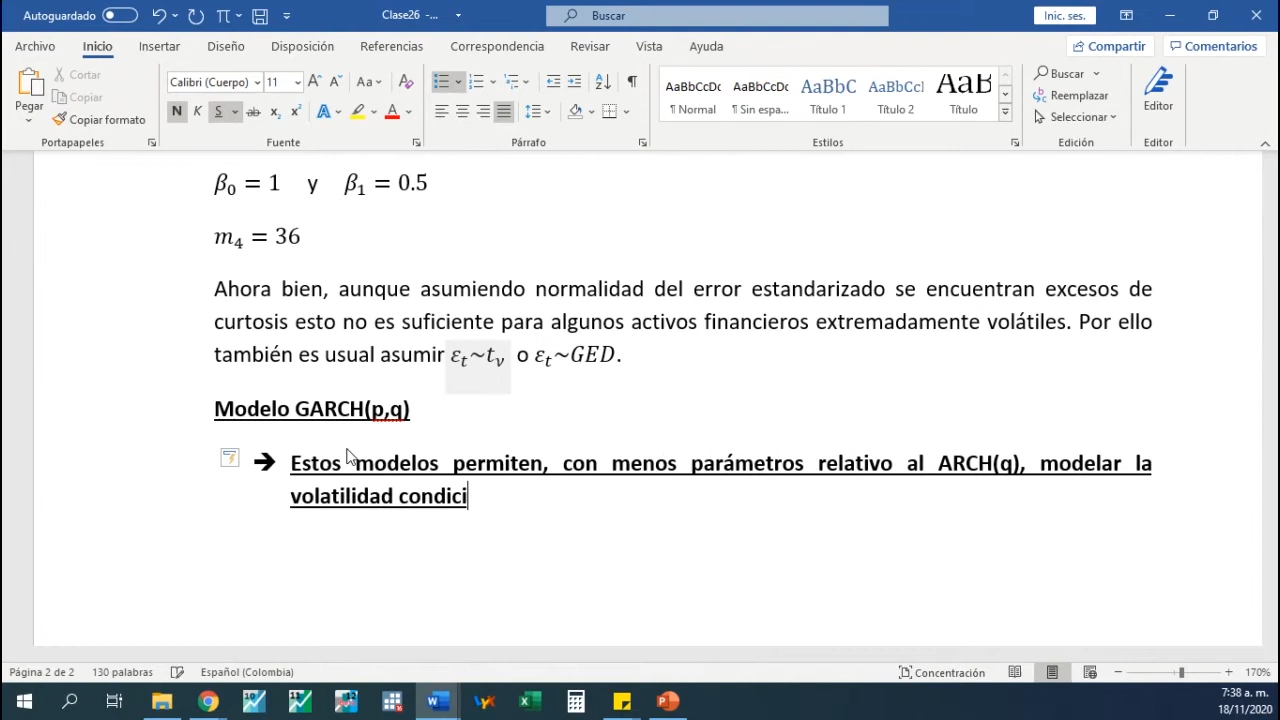 Autoguardado
Clase26 -...
Buscar
Inic. ses.
Archivo Inicio Insertar Diseño Disposición Referencias Correspondencia Revisar Vista Ayuda
Compartir Comentarios
Pegar
Cortar
Copiar
Copiar formato
Portapapeles
Calibri (Cuerpo) 11
N K S ab x₂ x²
Fuente
Párrafo
AaBbCcDc AaBbCcDc AaBbC AaBbCcl AaB
¶ Normal ¶ Sin espa... Título 1 Título 2 Título
Estilos
Buscar
Reemplazar
Seleccionar
Edición
Editor
Editor
β₀ = 1 y β₁ = 0.5
m₄ = 36
Ahora bien, aunque asumiendo normalidad del error estandarizado se encuentran excesos de
curtosis esto no es suficiente para algunos activos financieros extremadamente volátiles. Por ello
también es usual asumir εₜ~tᵥ o εₜ~GED.
Modelo GARCH(p,q)
➔ Estos modelos permiten, con menos parámetros relativo al ARCH(q), modelar la
volatilidad condici
Página 2 de 2 130 palabras Español (Colombia) Concentración 170%
7:38 a. m.
18/11/2020